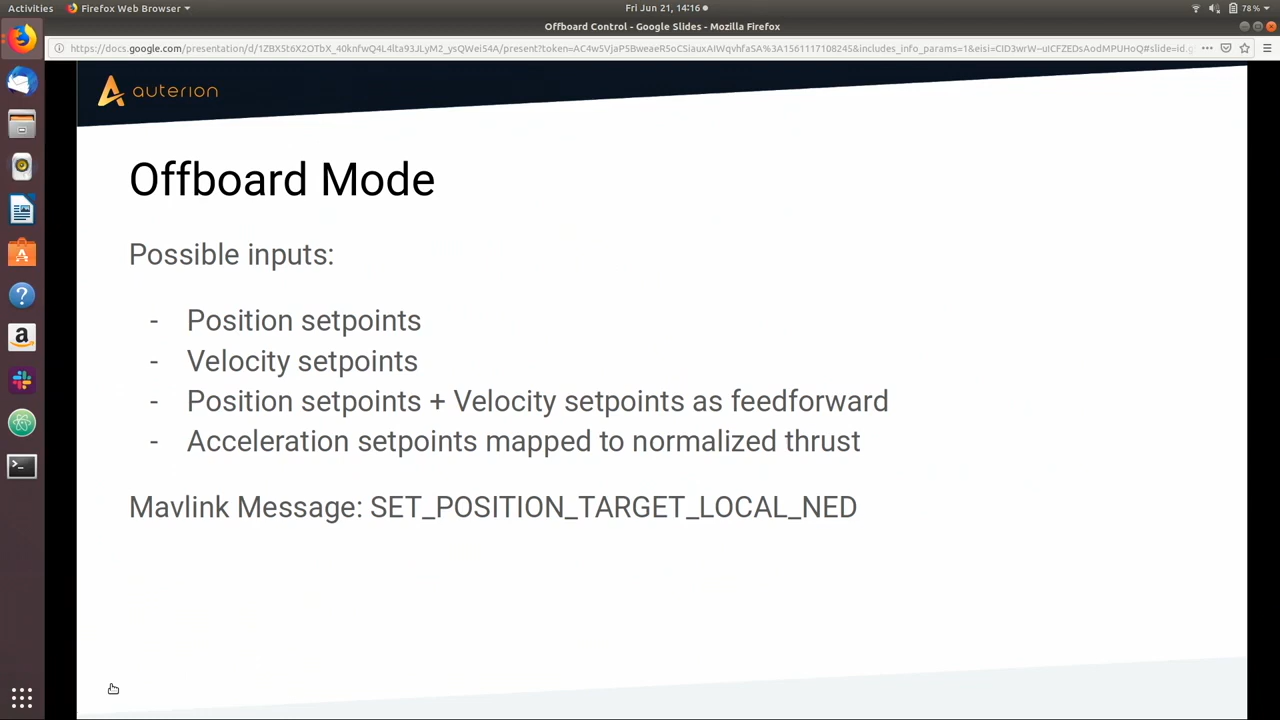 Activities
Firefox Web Browser
Fri Jun 21, 14:16
78%
Offboard Control - Google Slides - Mozilla Firefox
auterion
Offboard Mode
Possible inputs:
- Position setpoints
- Velocity setpoints
- Position setpoints + Velocity setpoints as feedforward
- Acceleration setpoints mapped to normalized thrust
Mavlink Message: SET_POSITION_TARGET_LOCAL_NED